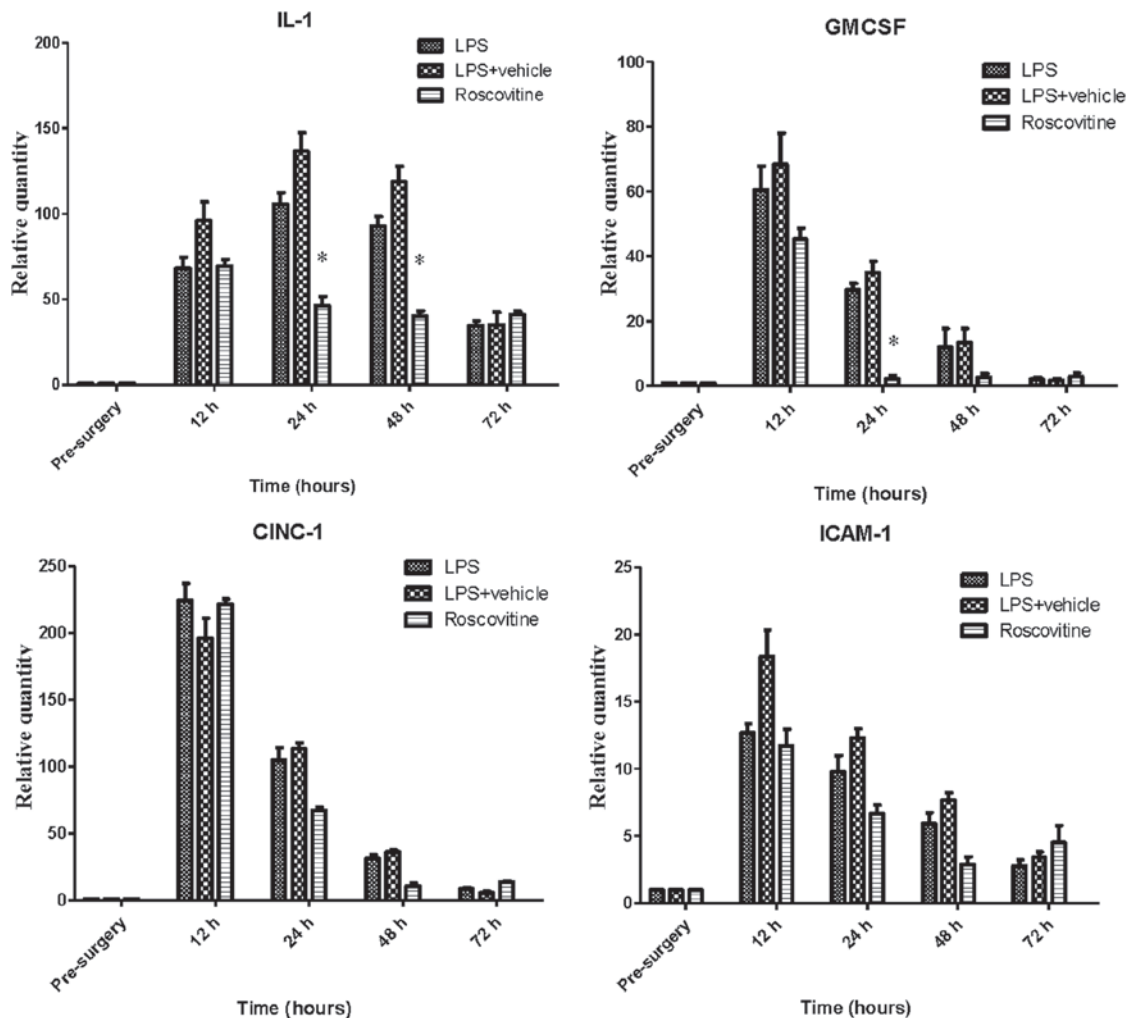 IL-1
LPS
LPS+vehicle
Roscovitine
Relative quantity
200
150
100
50
0
*
*
Pre-surgery
12 h
24 h
48 h
72 h
Time (hours)
GMCSF
LPS
LPS+vehicle
Roscovitine
Relative quantity
100
80
60
40
20
0
*
Pre-surgery
12 h
24 h
48 h
72 h
Time (hours)
CINC-1
LPS
LPS+vehicle
Roscovitine
Relative quantity
250
200
150
100
50
0
Pre-surgery
12 h
24 h
48 h
72 h
Time (hours)
ICAM-1
LPS
LPS+vehicle
Roscovitine
Relative quantity
25
20
15
10
5
0
Pre-surgery
12 h
24 h
48 h
72 h
Time (hours)